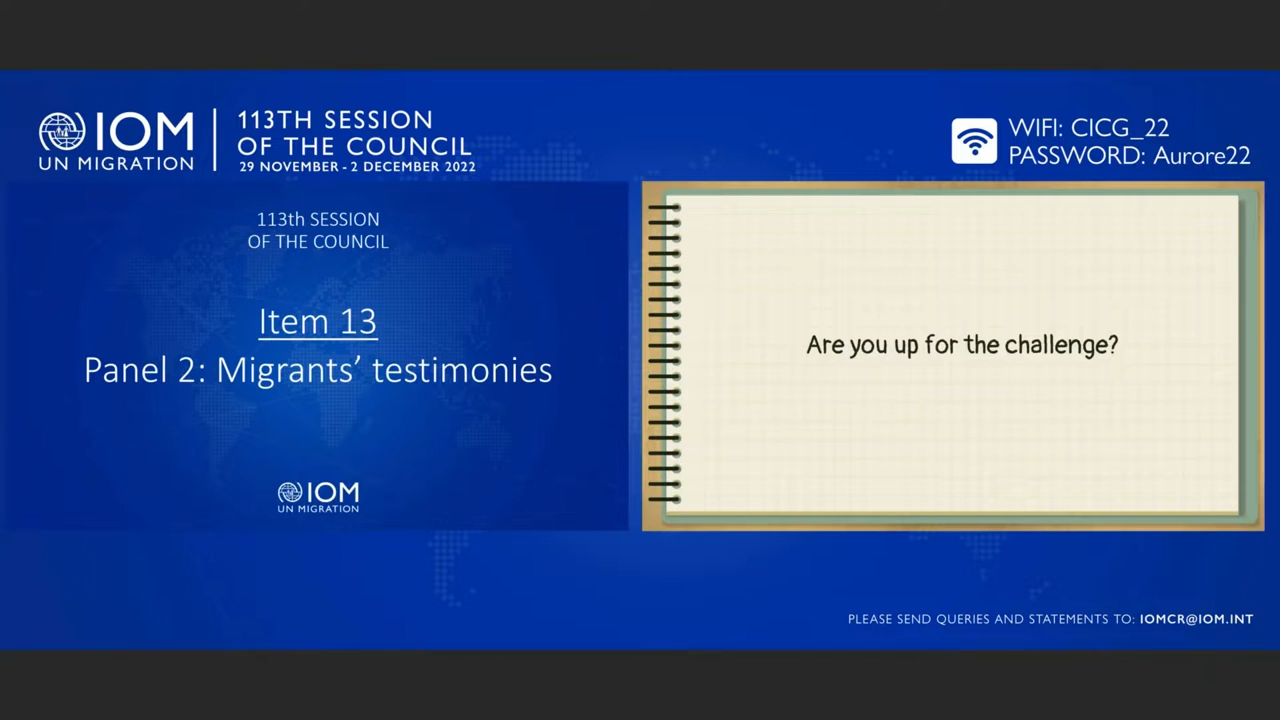 IOM
UN MIGRATION
113TH SESSION
OF THE COUNCIL
29 NOVEMBER - 2 DECEMBER 2022
WIFI: CICG_22
PASSWORD: Aurore22
113th SESSION
OF THE COUNCIL
Item 13
Panel 2: Migrants’ testimonies
IOM
UN MIGRATION
Are you up for the challenge?
PLEASE SEND QUERIES AND STATEMENTS TO: IOMCR@IOM.INT